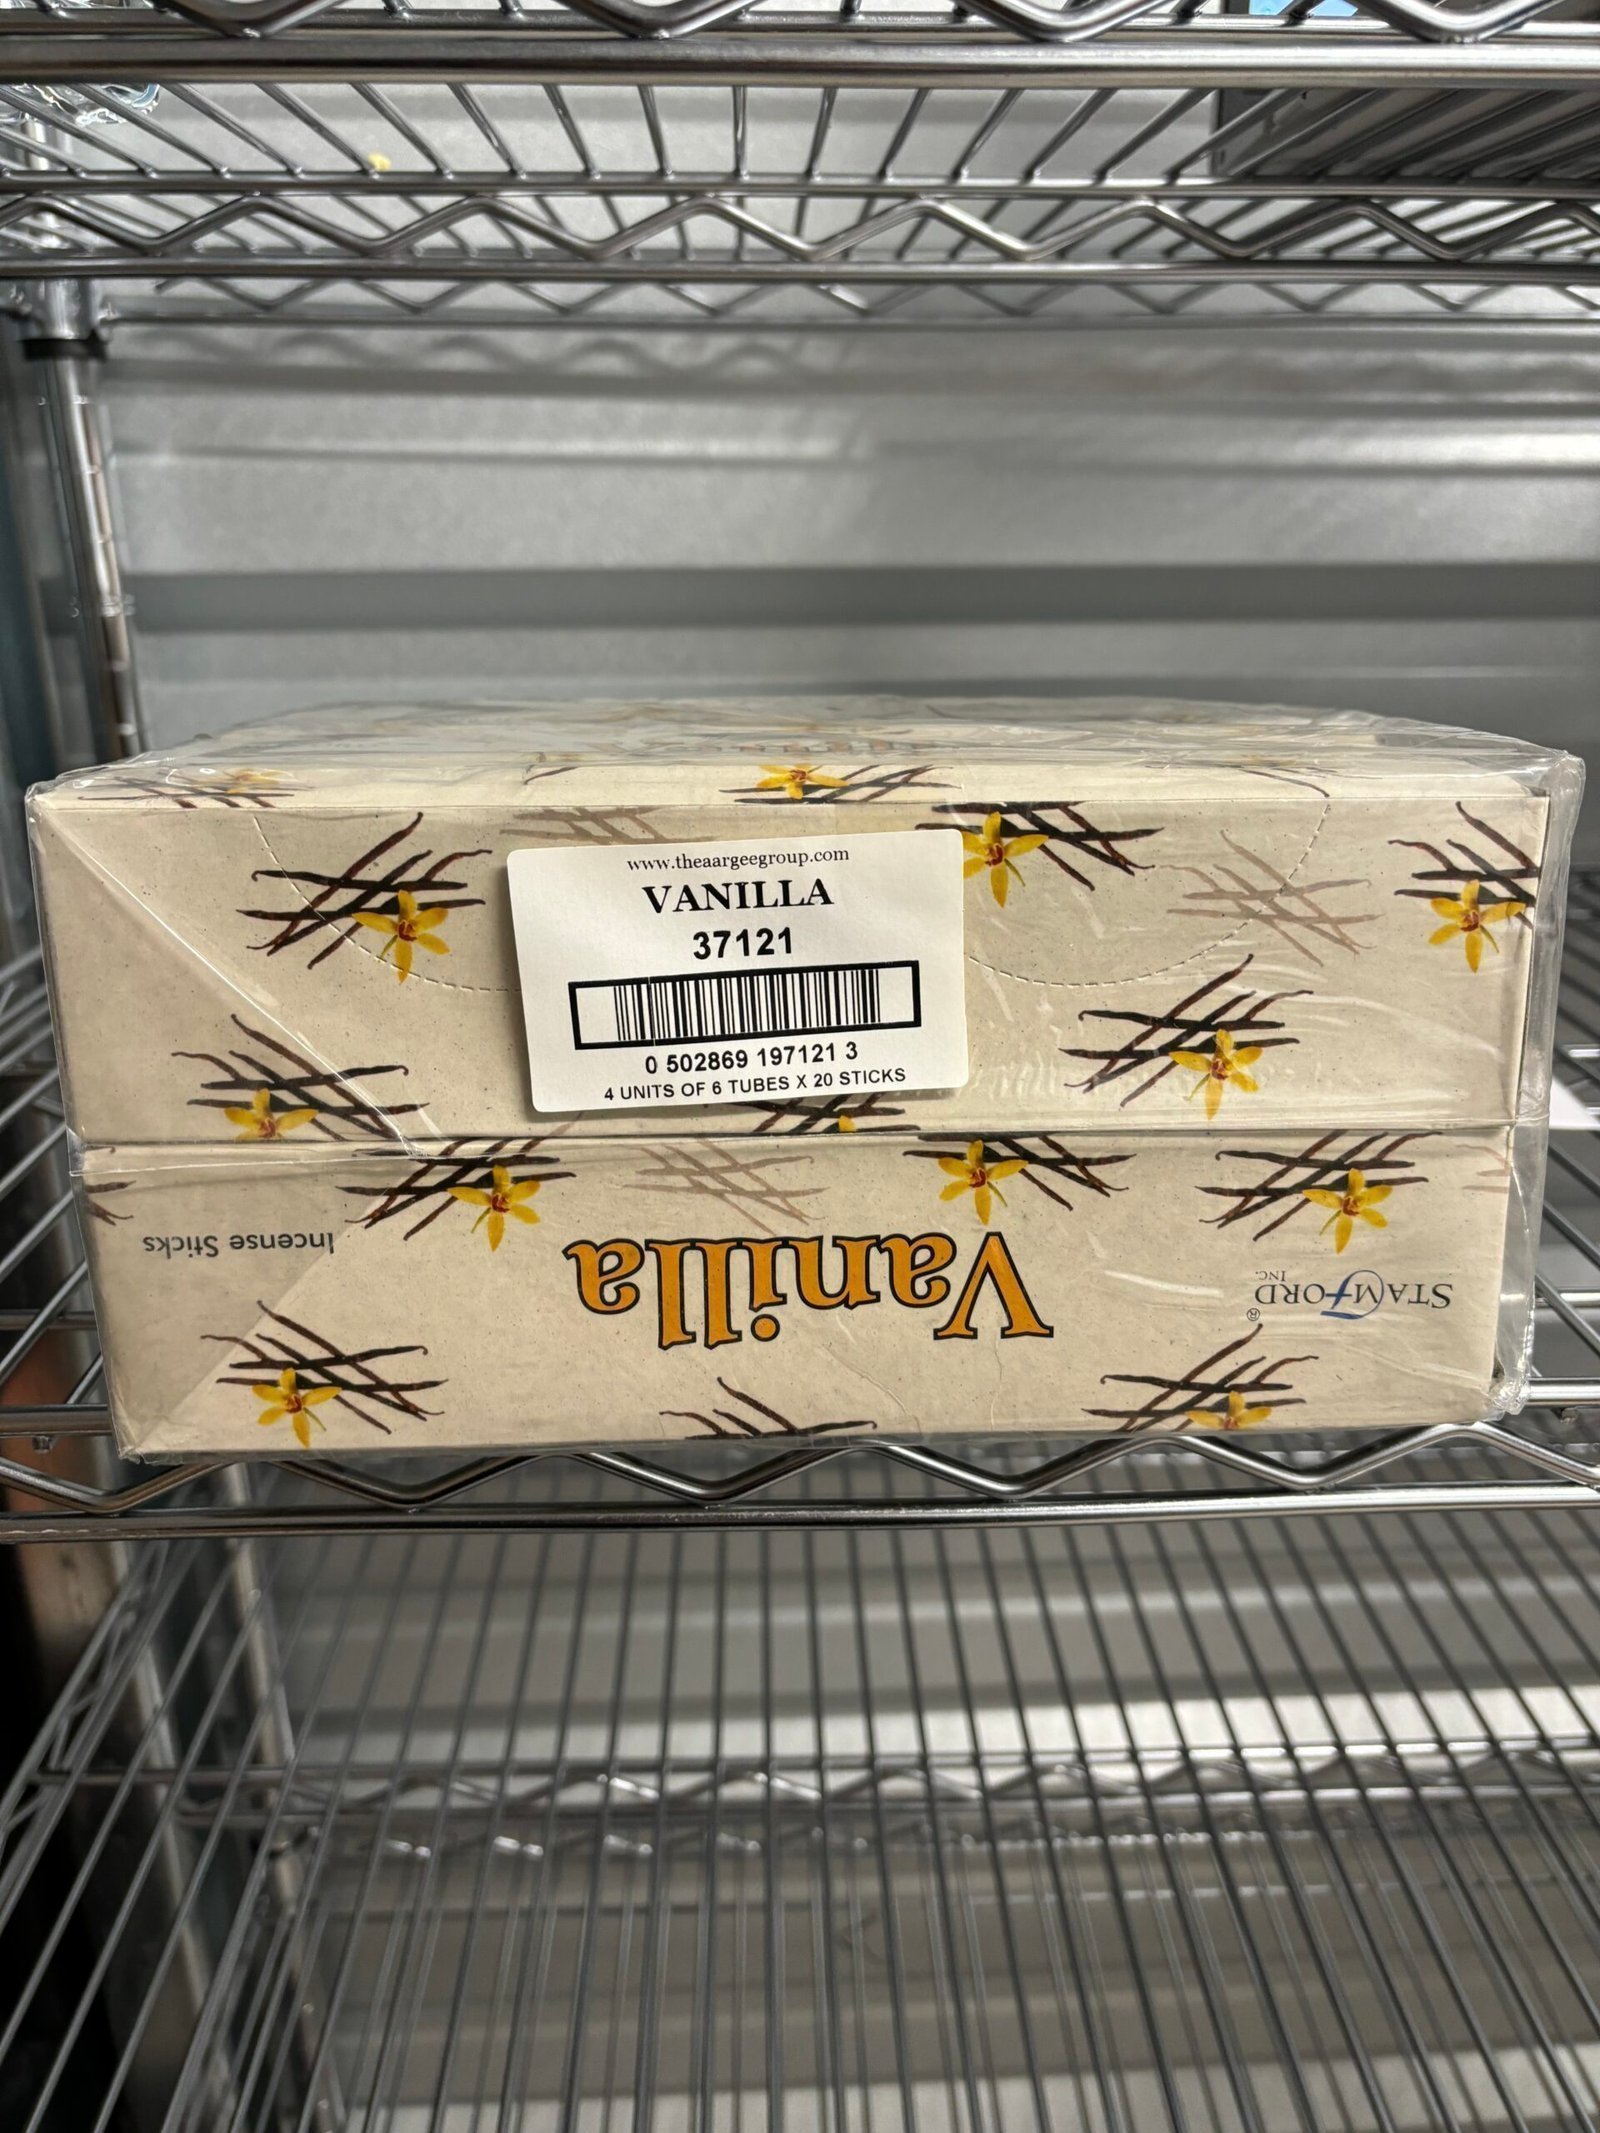 www.theaargeegroup.com
VANILLA
37121
0 502869 197121 3
4 UNITS OF 6 TUBES X 20 STICKS
STAMFORD
INC.
®
Vanilla
Incense Sticks